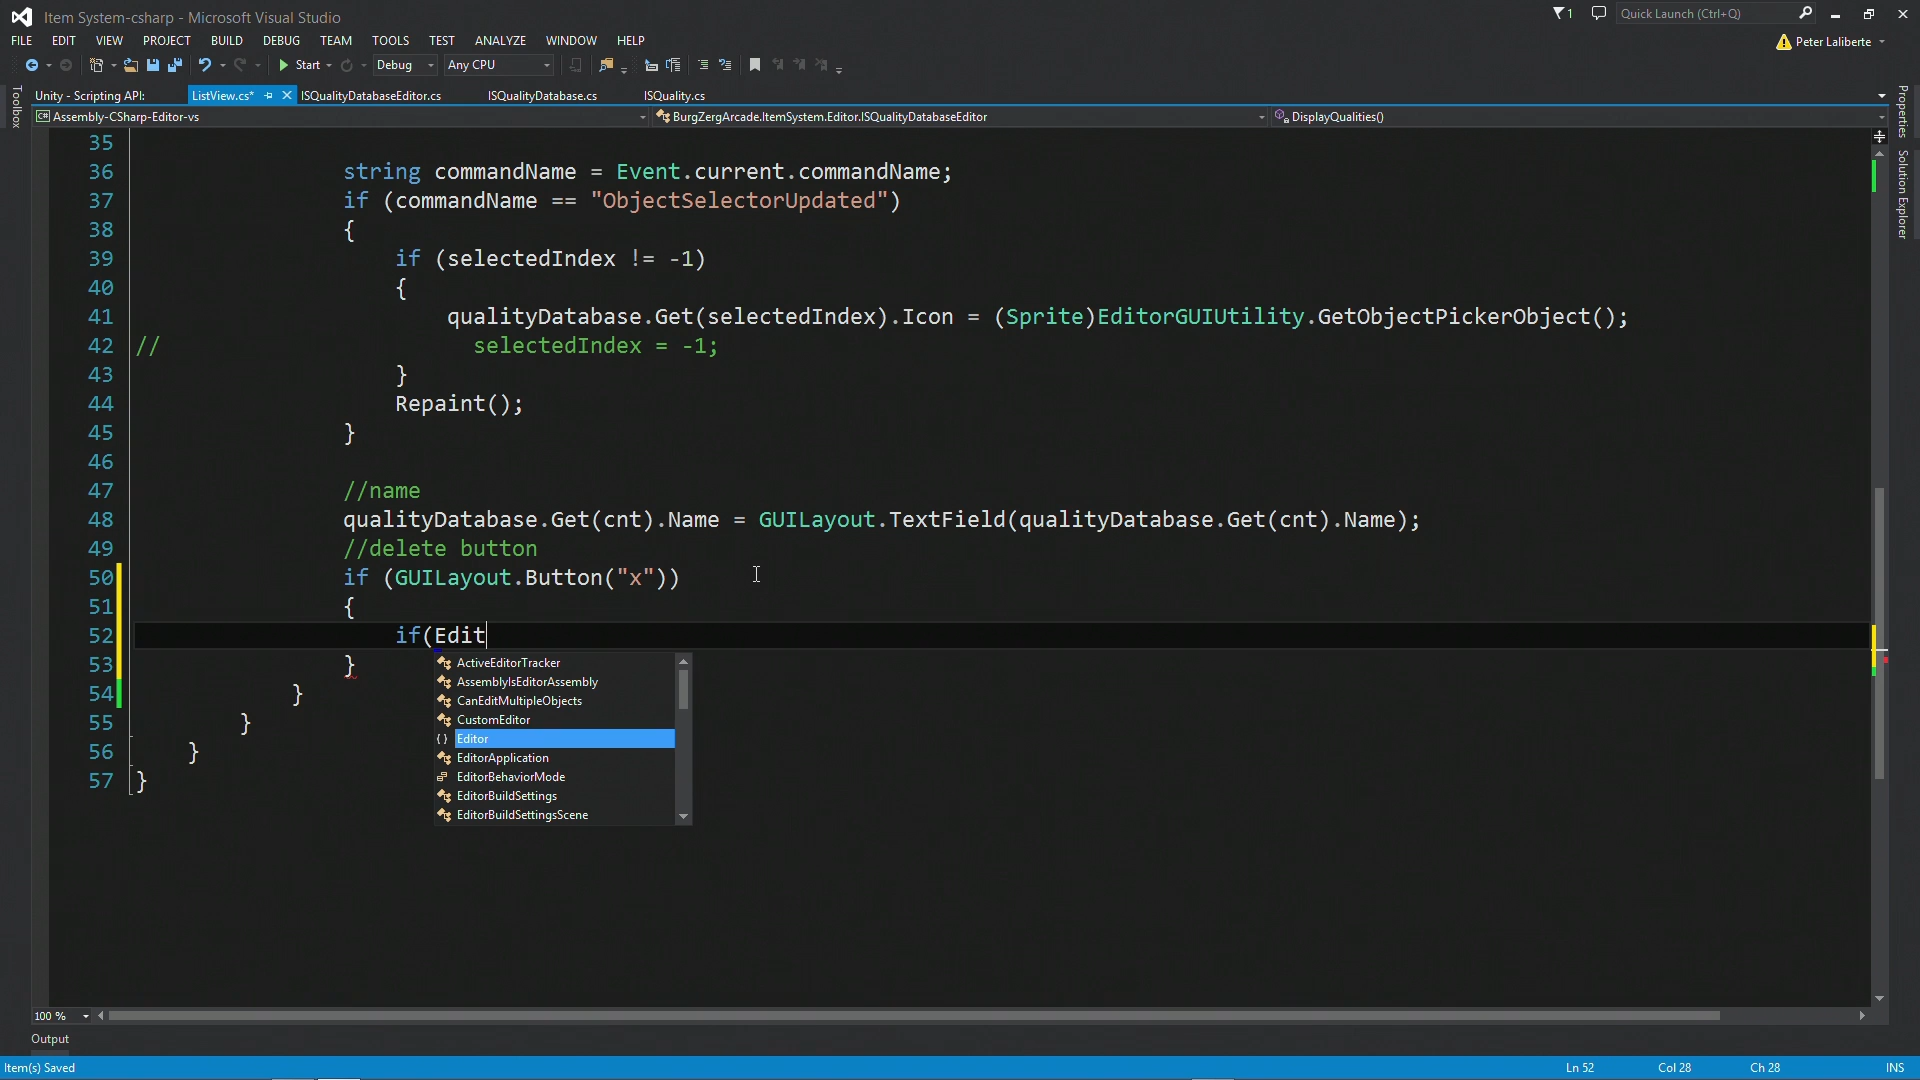 Item System-csharp - Microsoft Visual Studio
1
Quick Launch (Ctrl+Q)
FILE EDIT VIEW PROJECT BUILD DEBUG TEAM TOOLS TEST ANALYZE WINDOW HELP
Peter Laliberte
Start Debug Any CPU
Toolbox
Unity - Scripting API: ListView.cs* ISQualityDatabaseEditor.cs ISQualityDatabase.cs ISQuality.cs
Properties
Solution Explorer
Assembly-CSharp-Editor-vs BurgZergArcade.ItemSystem.Editor.ISQualityDatabaseEditor DisplayQualities()
35
36 string commandName = Event.current.commandName;
37 if (commandName == "ObjectSelectorUpdated")
38 {
39 if (selectedIndex != -1)
40 {
41 qualityDatabase.Get(selectedIndex).Icon = (Sprite)EditorGUIUtility.GetObjectPickerObject();
42 // selectedIndex = -1;
43 }
44 Repaint();
45 }
46
47 //name
48 qualityDatabase.Get(cnt).Name = GUILayout.TextField(qualityDatabase.Get(cnt).Name);
49 //delete button
50 if (GUILayout.Button("x"))
51 {
52 if(Edit
53 }
54 }
55 }
56 }
57 }
ActiveEditorTracker
AssemblyIsEditorAssembly
CanEditMultipleObjects
CustomEditor
{ } Editor
EditorApplication
EditorBehaviorMode
EditorBuildSettings
EditorBuildSettingsScene
100 %
Output
Item(s) Saved Ln 52 Col 28 Ch 28 INS